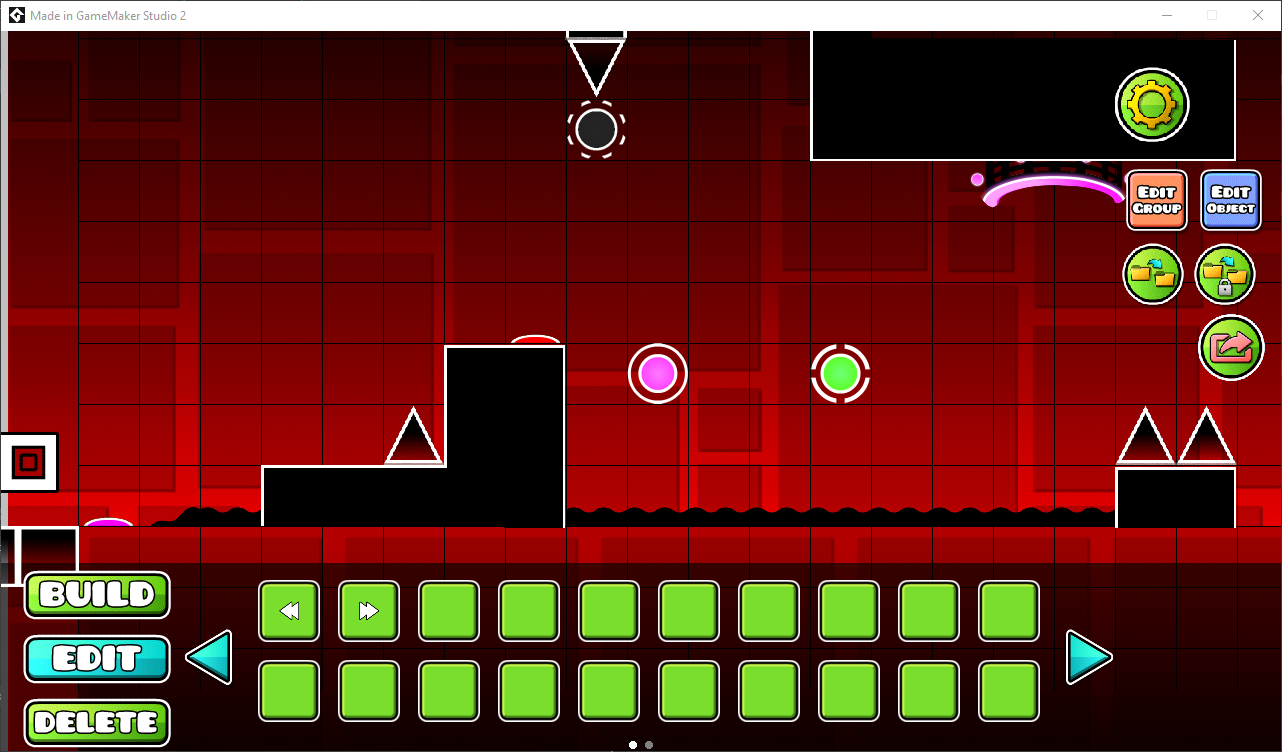 Made in GameMaker Studio 2
EDIT GROUP
EDIT OBJECT
BUILD
EDIT
DELETE